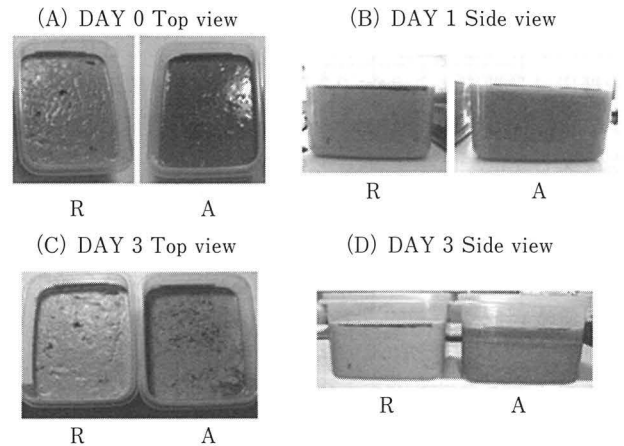 (A) DAY 0 Top view
(B) DAY 1 Side view
R
A
R
A
(C) DAY 3 Top view
(D) DAY 3 Side view
R
A
R
A